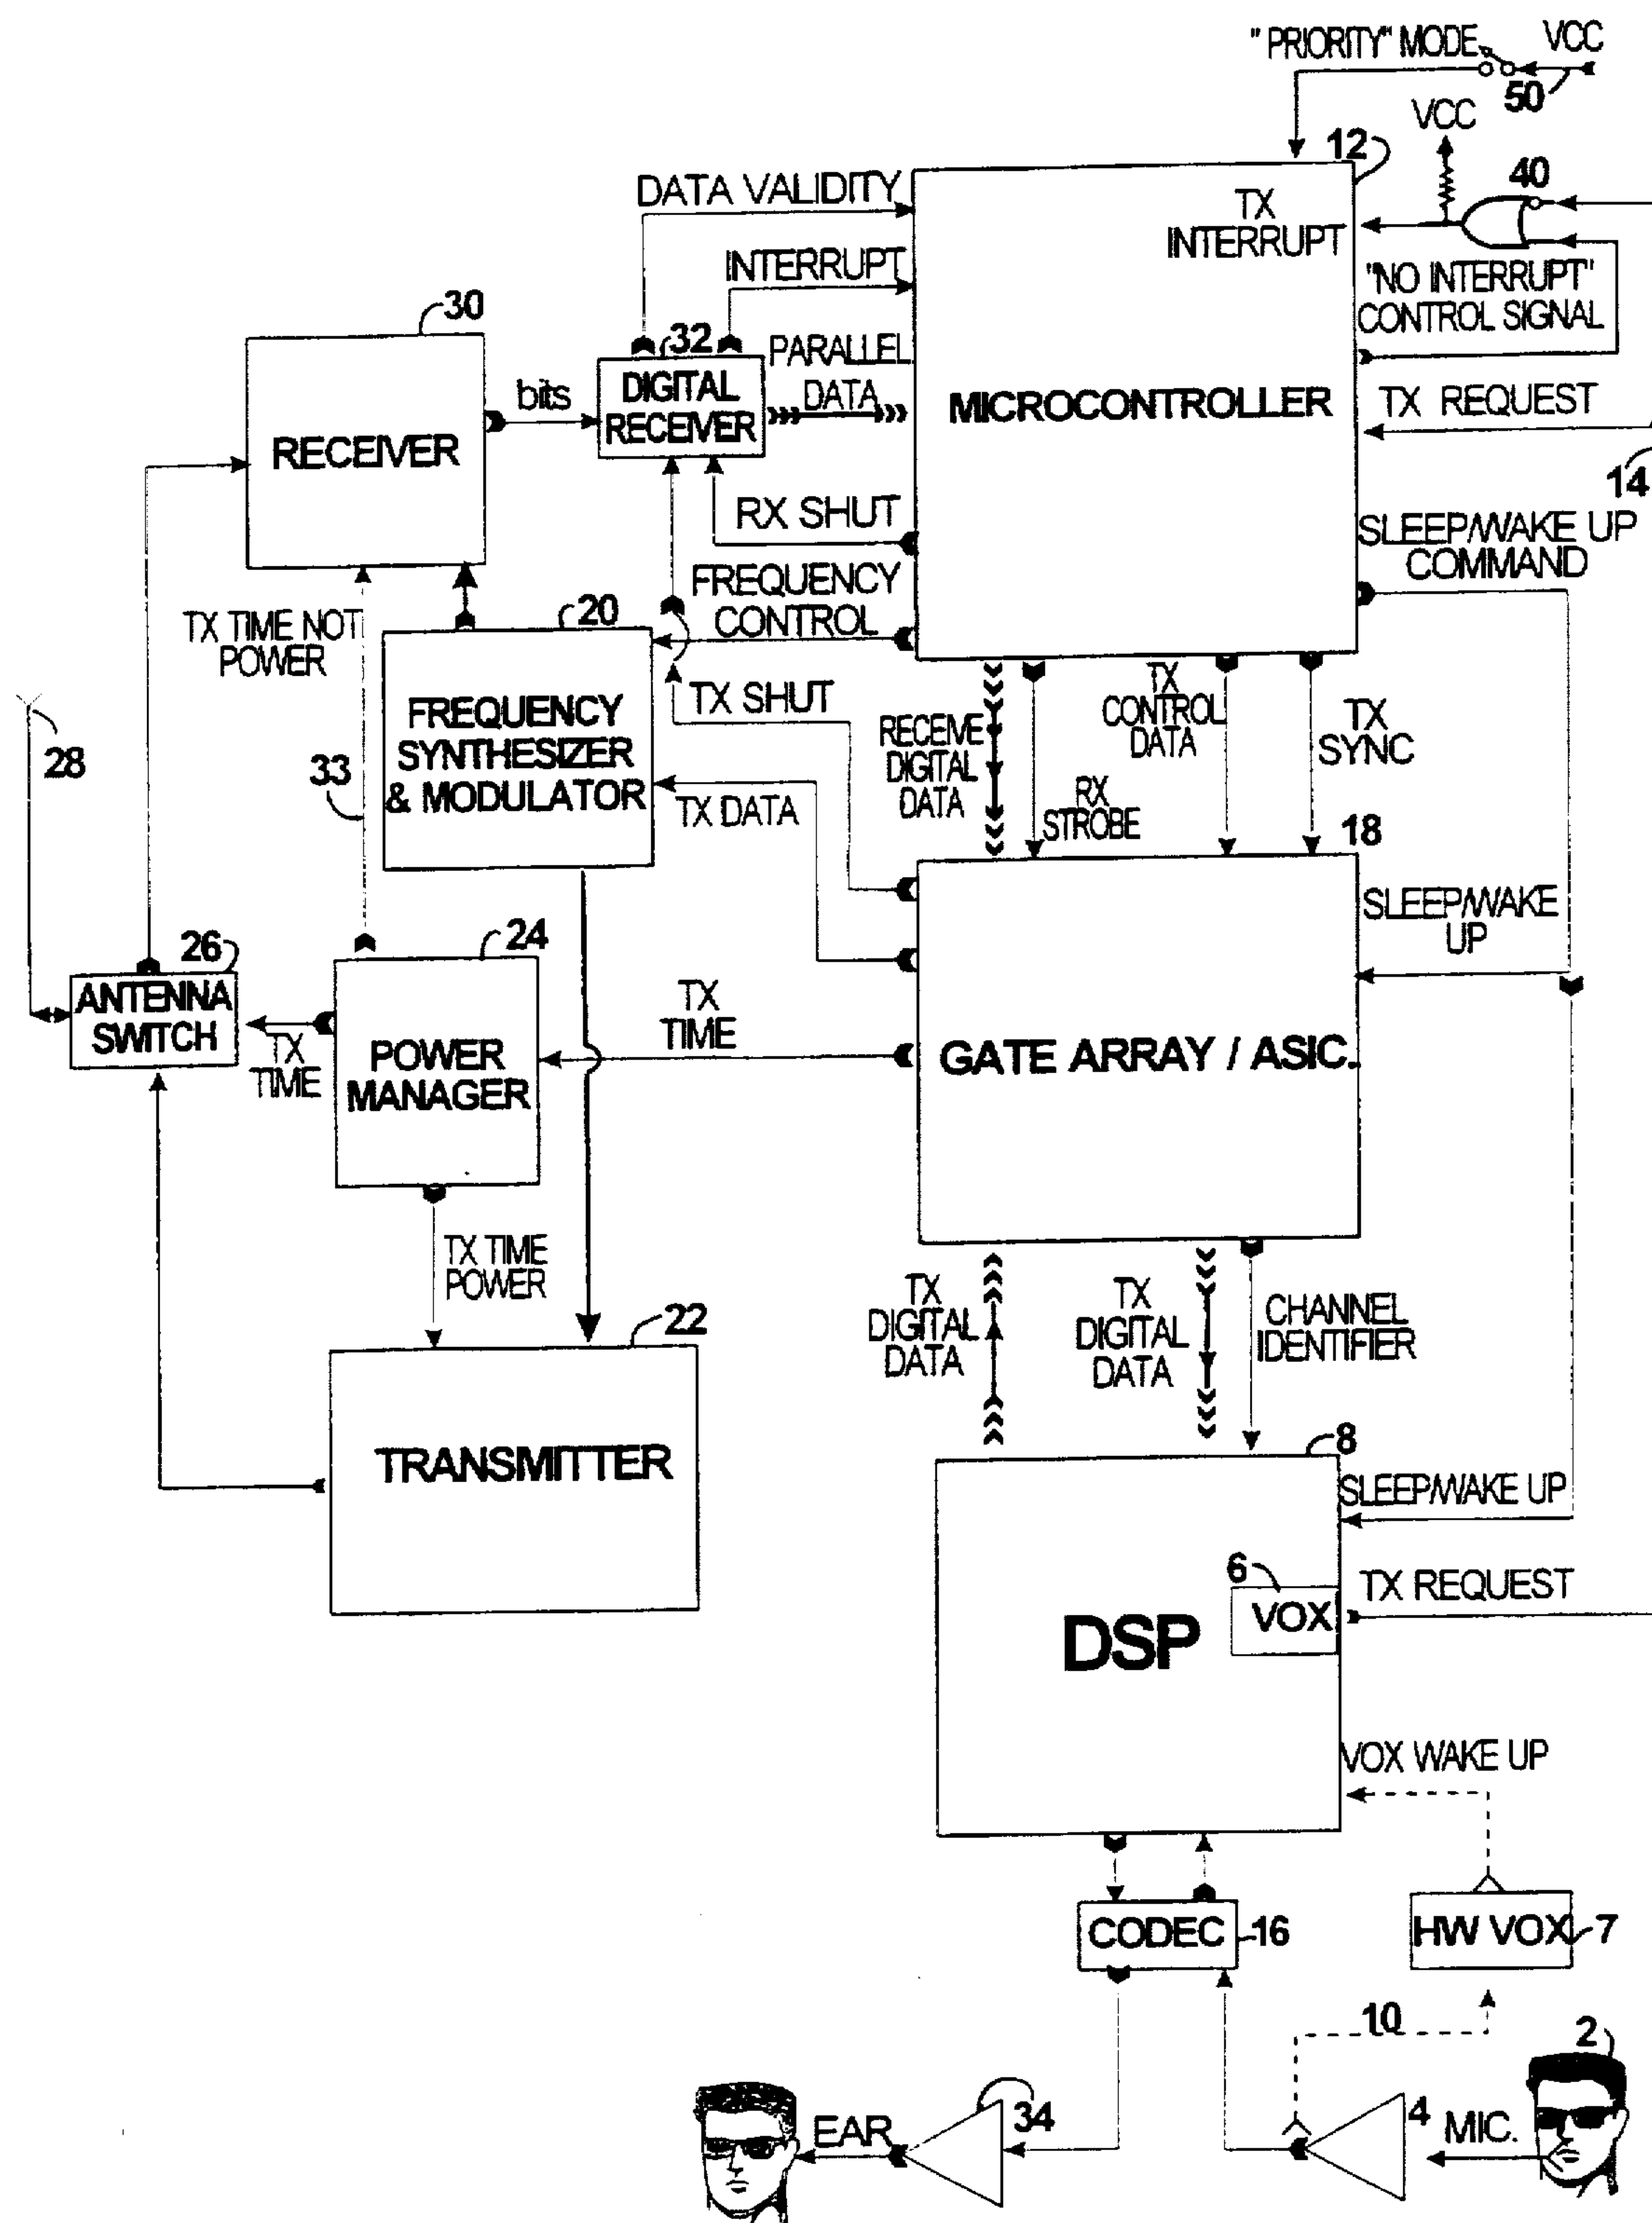 "PRIORITY" MODE
VCC
50
VCC
12
40
DATA VALIDITY
TX
INTERRUPT
INTERRUPT
"NO INTERRUPT"
CONTROL SIGNAL
30
32
PARALLEL
DATA
bits
DIGITAL
RECEIVER
RECEIVER
MICROCONTROLLER
TX REQUEST
14
RX SHUT
SLEEP/WAKE UP
COMMAND
FREQUENCY
CONTROL
20
TX TIME NOT
POWER
28
33
FREQUENCY
SYNTHESIZER
& MODULATOR
TX SHUT
TX DATA
RECEIVE
DIGITAL
DATA
RX
STROBE
TX
CONTROL
DATA
TX
SYNC
18
SLEEP/WAKE
UP
26
24
ANTENNA
SWITCH
TX
TIME
POWER
MANAGER
TX
TIME
GATE ARRAY / ASIC.
TX TIME
POWER
22
TX
DIGITAL
DATA
TX
DIGITAL
DATA
CHANNEL
IDENTIFIER
TRANSMITTER
8
SLEEP/WAKE UP
6
VOX
TX REQUEST
DSP
VOX WAKE UP
CODEC
16
HW VOX
7
10
2
EAR
34
4
MIC.